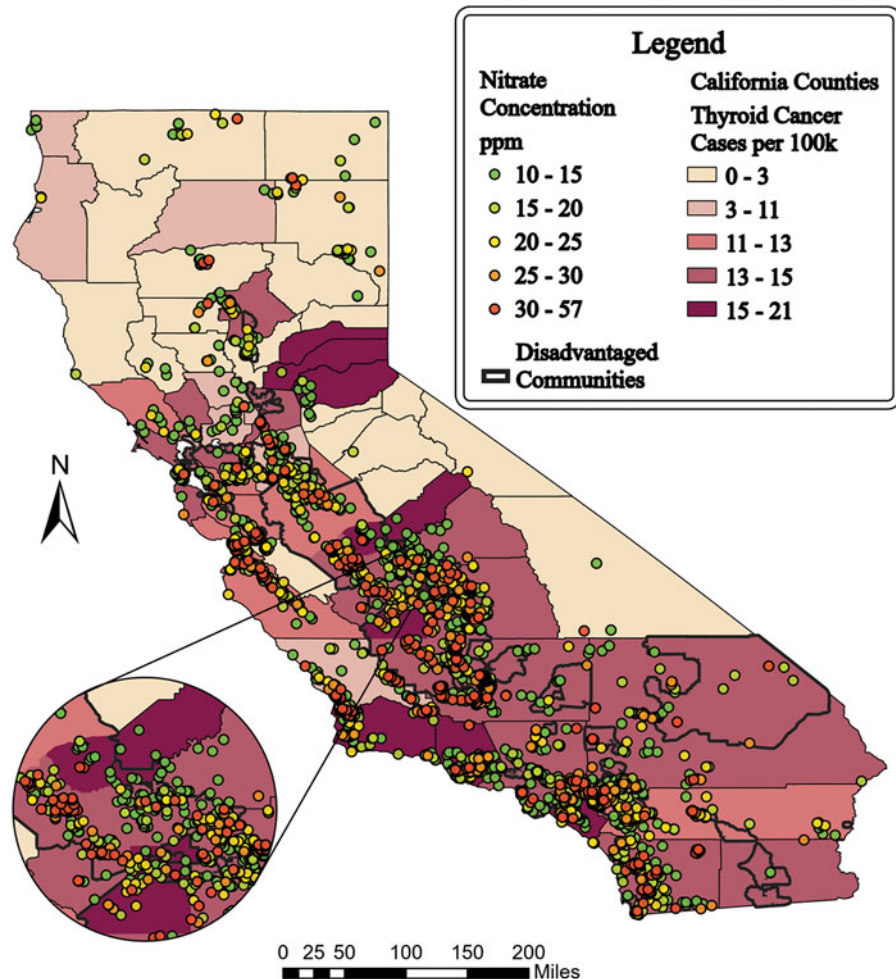 Legend
Nitrate
Concentration
ppm
10 - 15
15 - 20
20 - 25
25 - 30
30 - 57
Disadvantaged
Communities
California Counties
Thyroid Cancer
Cases per 100k
0 - 3
3 - 11
11 - 13
13 - 15
15 - 21
N
0 25 50 100 150 200
Miles